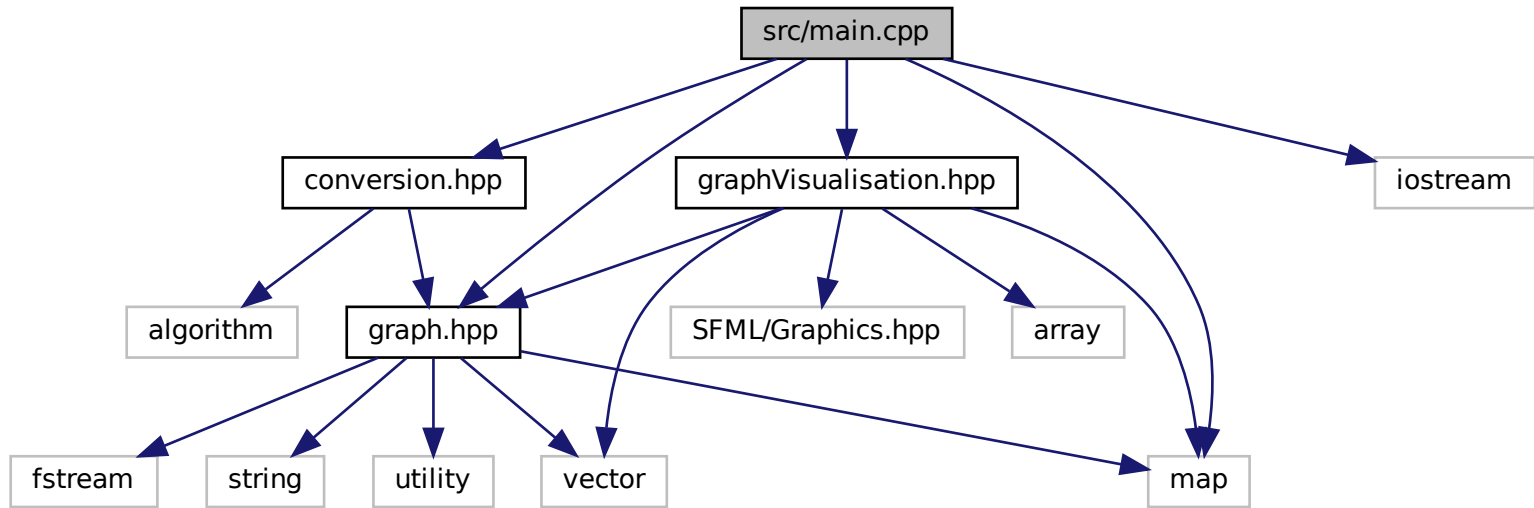 src/main.cpp
conversion.hpp
graphVisualisation.hpp
iostream
algorithm
graph.hpp
SFML/Graphics.hpp
array
fstream
string
utility
vector
map